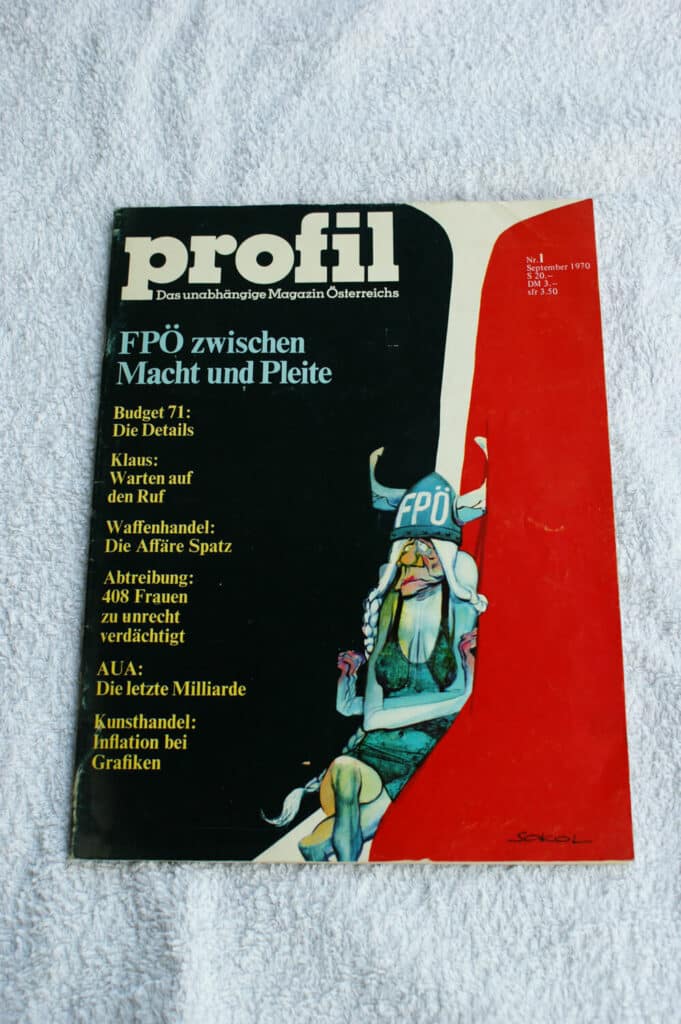 profil
Das unabhängige Magazin Österreichs
Nr. 1
September 1970
S 20.–
DM 3.–
sfr 3.50
FPÖ zwischen
Macht und Pleite
Budget 71:
Die Details
Klaus:
Warten auf
den Ruf
Waffenhandel:
Die Affäre Spatz
Abtreibung:
408 Frauen
zu unrecht
verdächtigt
AUA:
Die letzte Milliarde
Kunsthandel:
Inflation bei
Grafiken
FPÖ
SOKOL